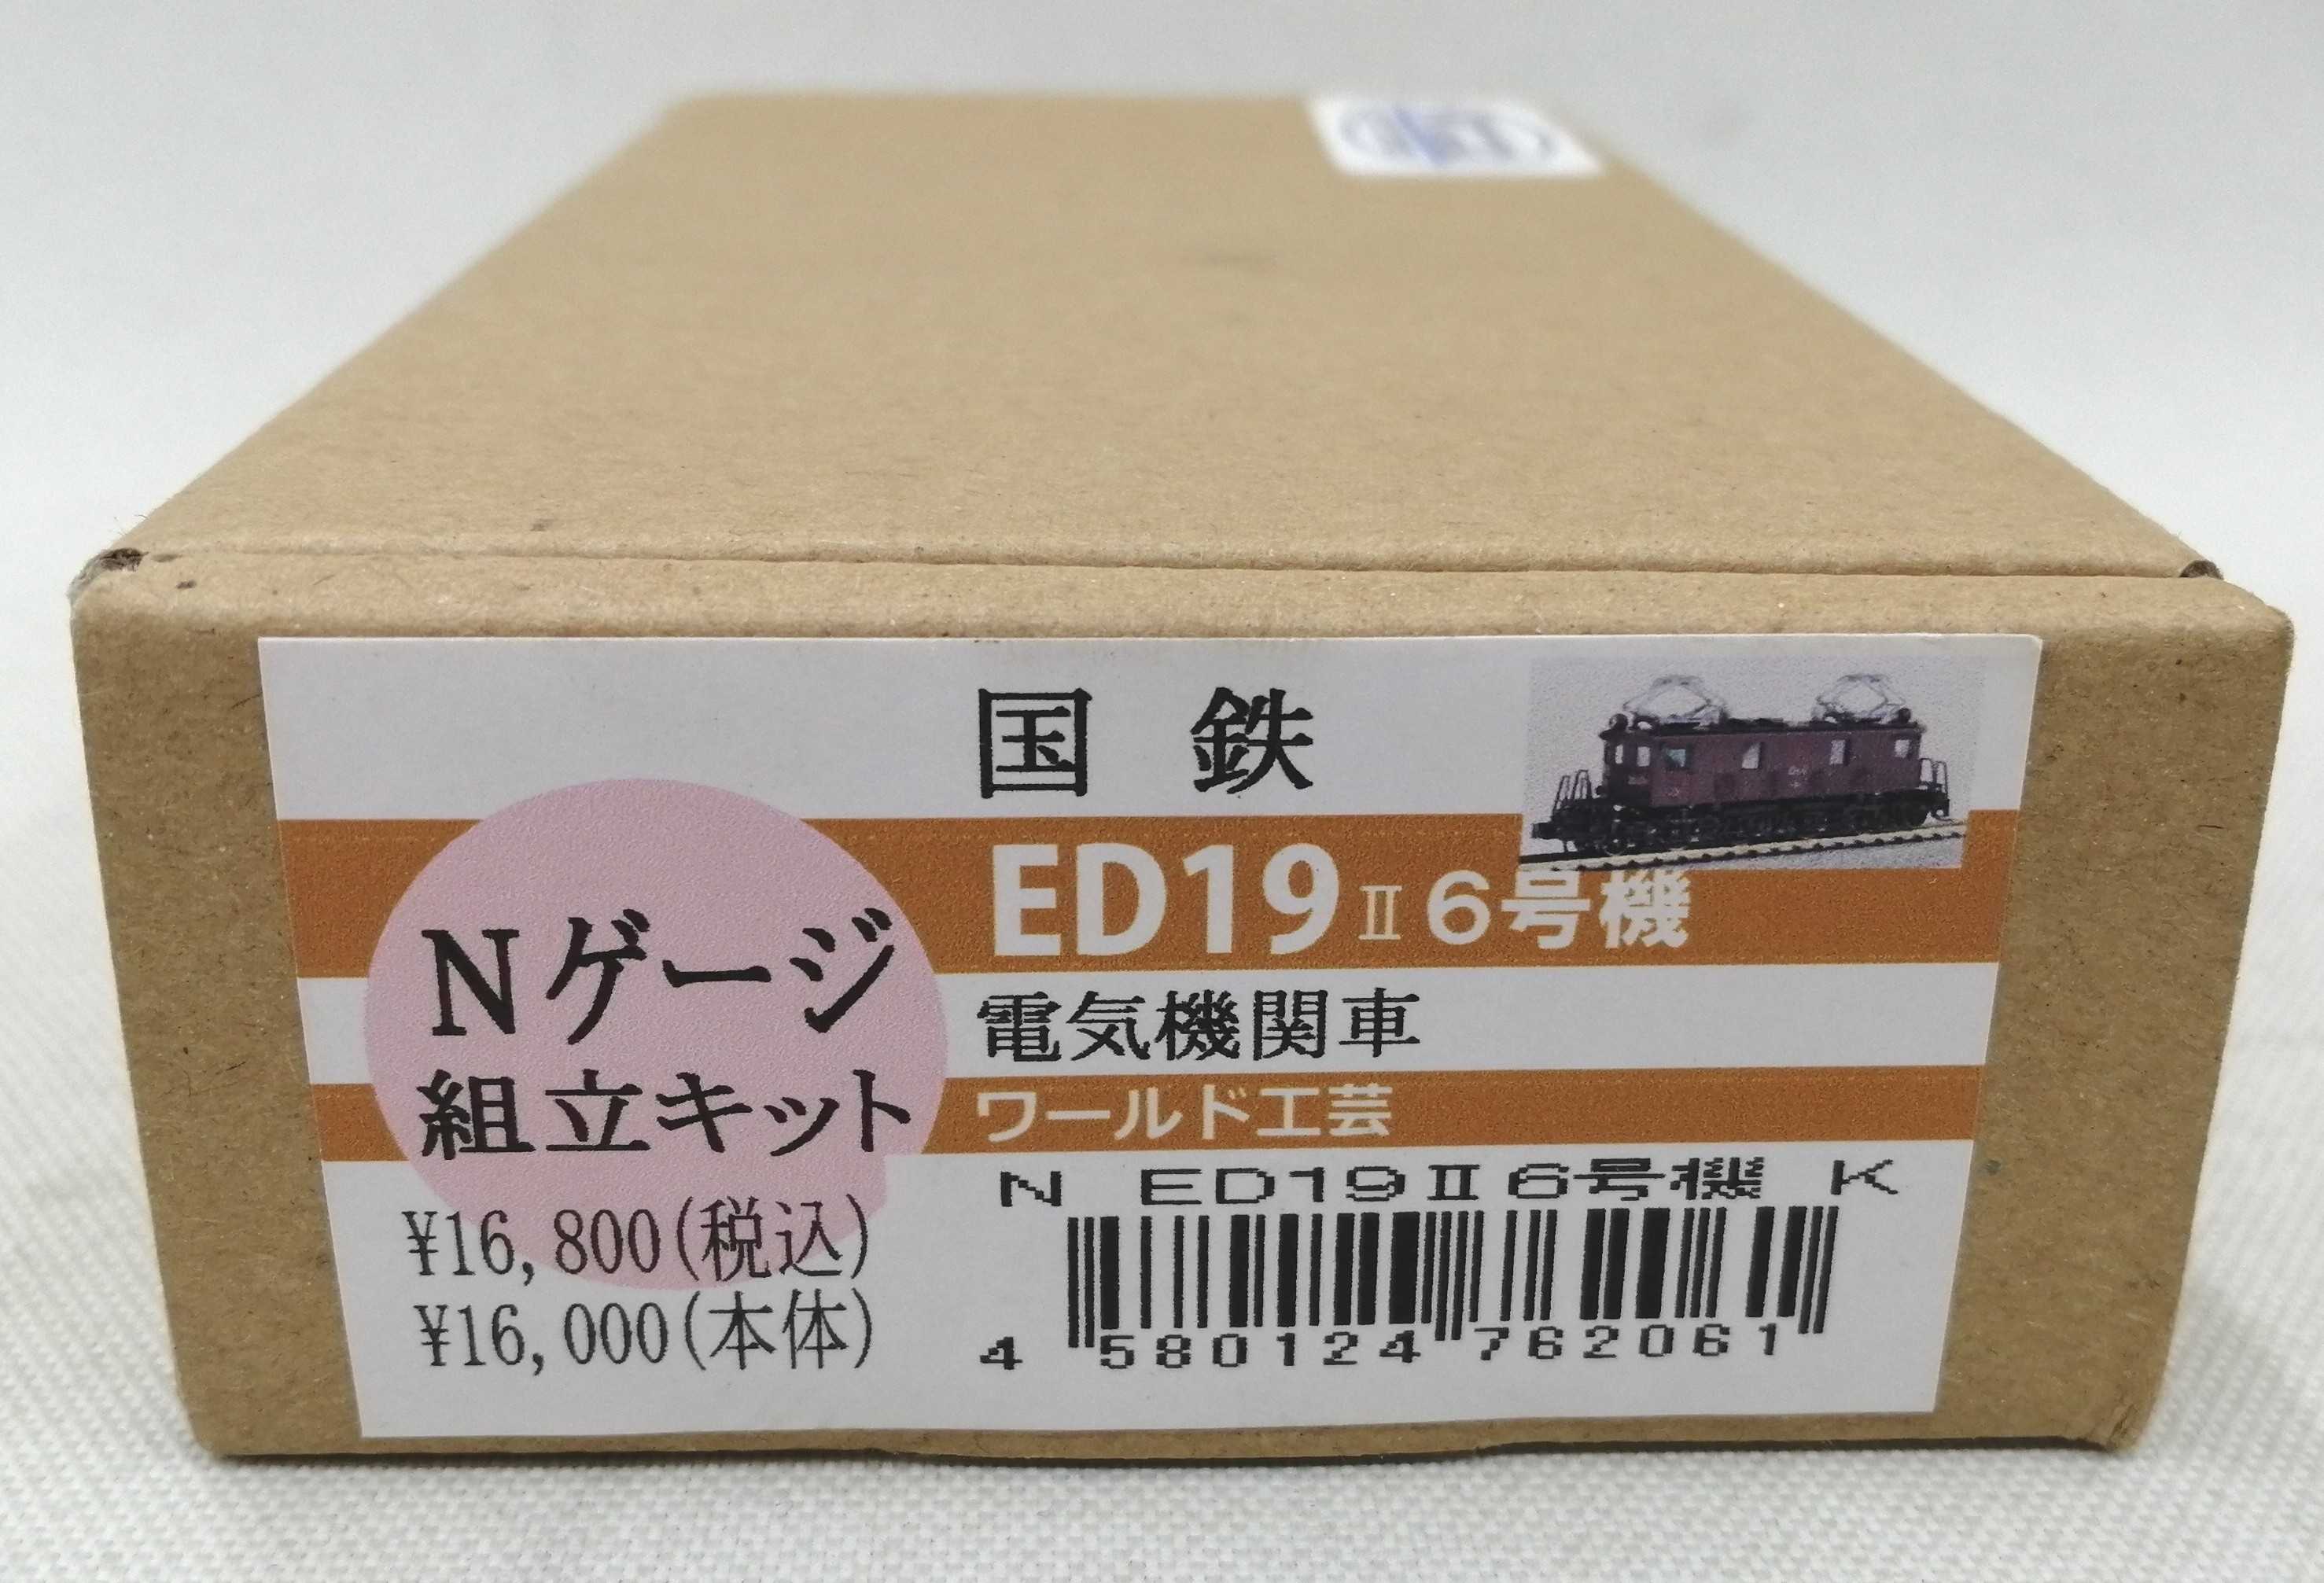 国鉄
ED19Ⅱ6号機
電気機関車
ワールド工芸
Nゲージ
組立キット
¥16,800(税込)
¥16,000(本体)
N ED19Ⅱ6号機 K
4 580124 762061